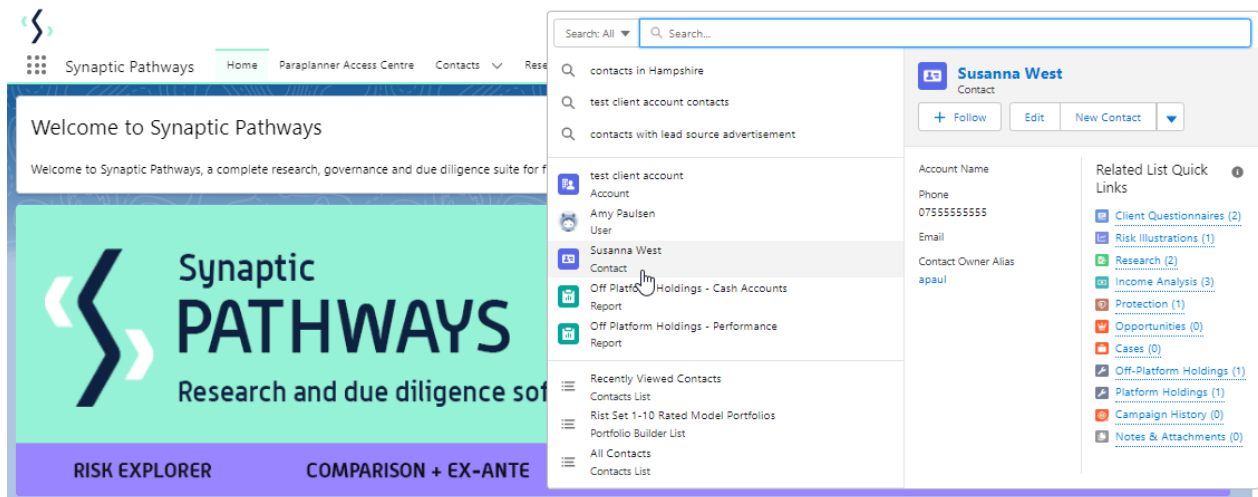 Search: All
Search...
Synaptic Pathways
Home
Paraplanner Access Centre
Contacts
Rese
Welcome to Synaptic Pathways
Welcome to Synaptic Pathways, a complete research, governance and due diligence suite for f
Synaptic
PATHWAYS
Research and due diligence sof
RISK EXPLORER
COMPARISON + EX-ANTE
contacts in Hampshire
test client account contacts
contacts with lead source advertisement
test client account
Account
Amy Paulsen
User
Susanna West
Contact
Off Platform Holdings - Cash Accounts
Report
Off Platform Holdings - Performance
Report
Recently Viewed Contacts
Contacts List
Rist Set 1-10 Rated Model Portfolios
Portfolio Builder List
All Contacts
Contacts List
Susanna West
Contact
+ Follow
Edit
New Contact
Account Name
Phone
07555555555
Email
Contact Owner Alias
apaul
Related List Quick
Links
Client Questionnaires (2)
Risk Illustrations (1)
Research (2)
Income Analysis (3)
Protection (1)
Opportunities (0)
Cases (0)
Off-Platform Holdings (1)
Platform Holdings (1)
Campaign History (0)
Notes & Attachments (0)